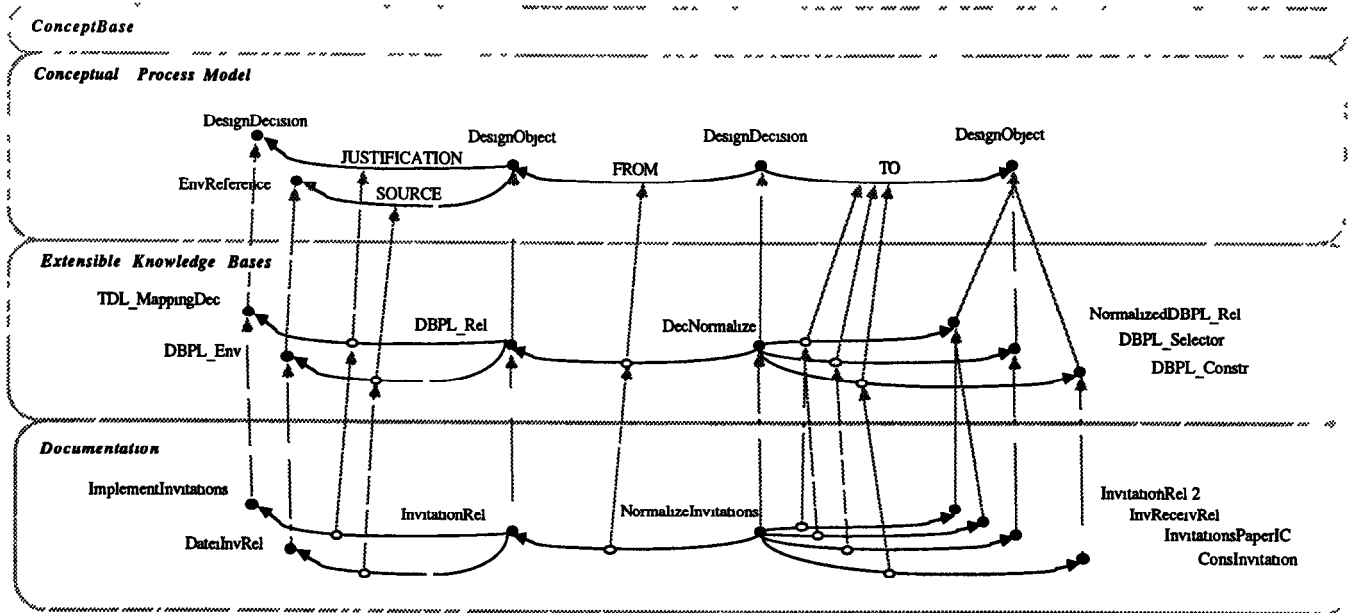 ConceptBase
Conceptual Process Model
DesignDecision
DesignObject
DesignDecision
DesignObject
JUSTIFICATION
FROM
TO
EnvReference
SOURCE
Extensible Knowledge Bases
TDL_MappingDec
DBPL_Rel
DecNormalize
NormalizedDBPL_Rel
DBPL_Env
DBPL_Selector
DBPL_Constr
Documentation
ImplementInvitations
InvitationRel
NormalizeInvitations
InvitationRel 2
InvReceivRel
DateiInvRel
InvitationsPaperIC
ConsInvitation